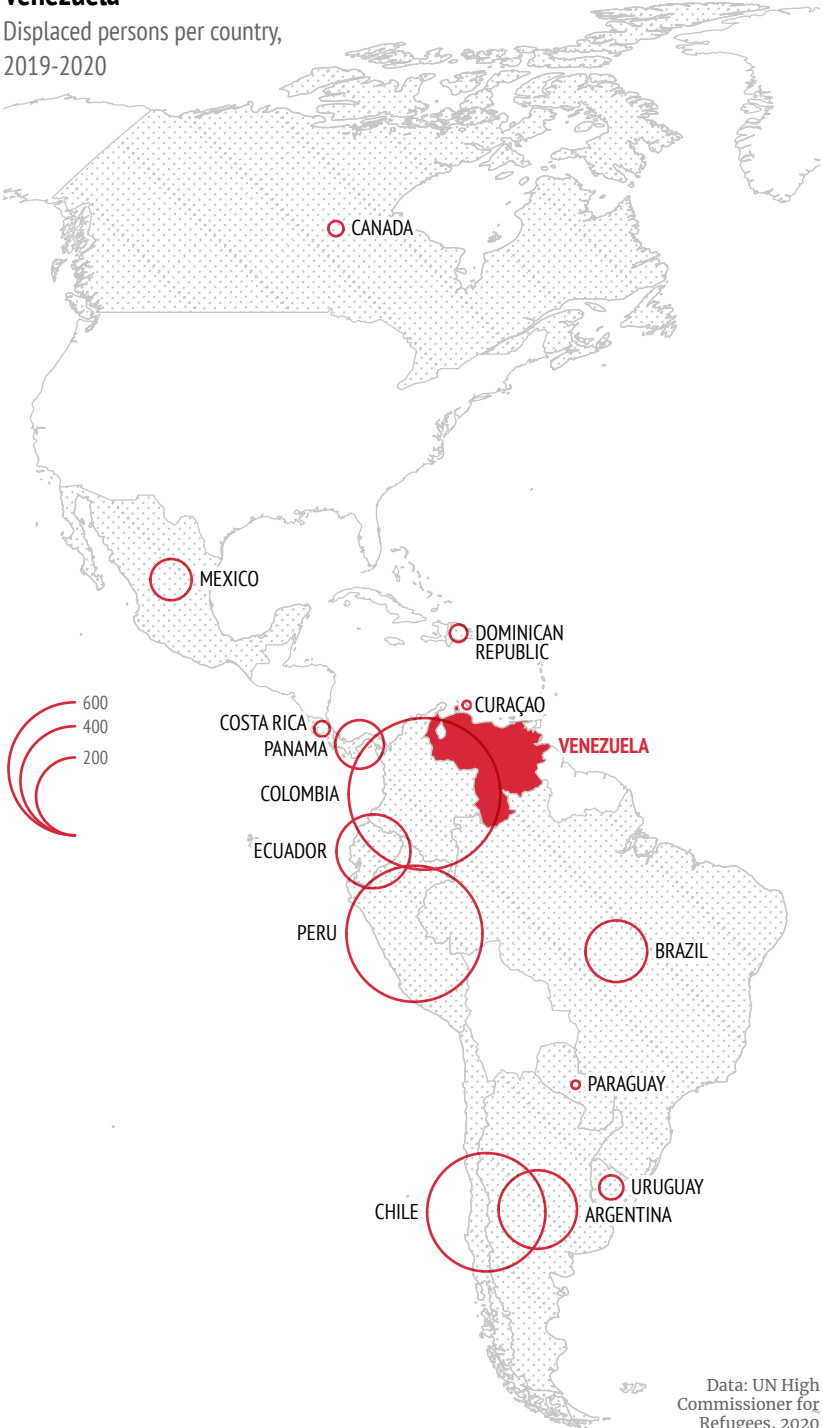 Venezuela
Displaced persons per country,
2019-2020
CANADA
MEXICO
DOMINICAN
REPUBLIC
CURAÇAO
COSTA RICA
PANAMA
VENEZUELA
600
400
200
COLOMBIA
ECUADOR
PERU
BRAZIL
PARAGUAY
URUGUAY
CHILE
ARGENTINA
Data: UN High
Commissioner for
Refugees, 2020